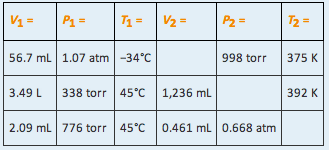 V1 = P1 = T1 = V2 = P2 = T2 =
56.7 mL 1.07 atm −34°C 998 torr 375 K
3.49 L 338 torr 45°C 1,236 mL 392 K
2.09 mL 776 torr 45°C 0.461 mL 0.668 atm